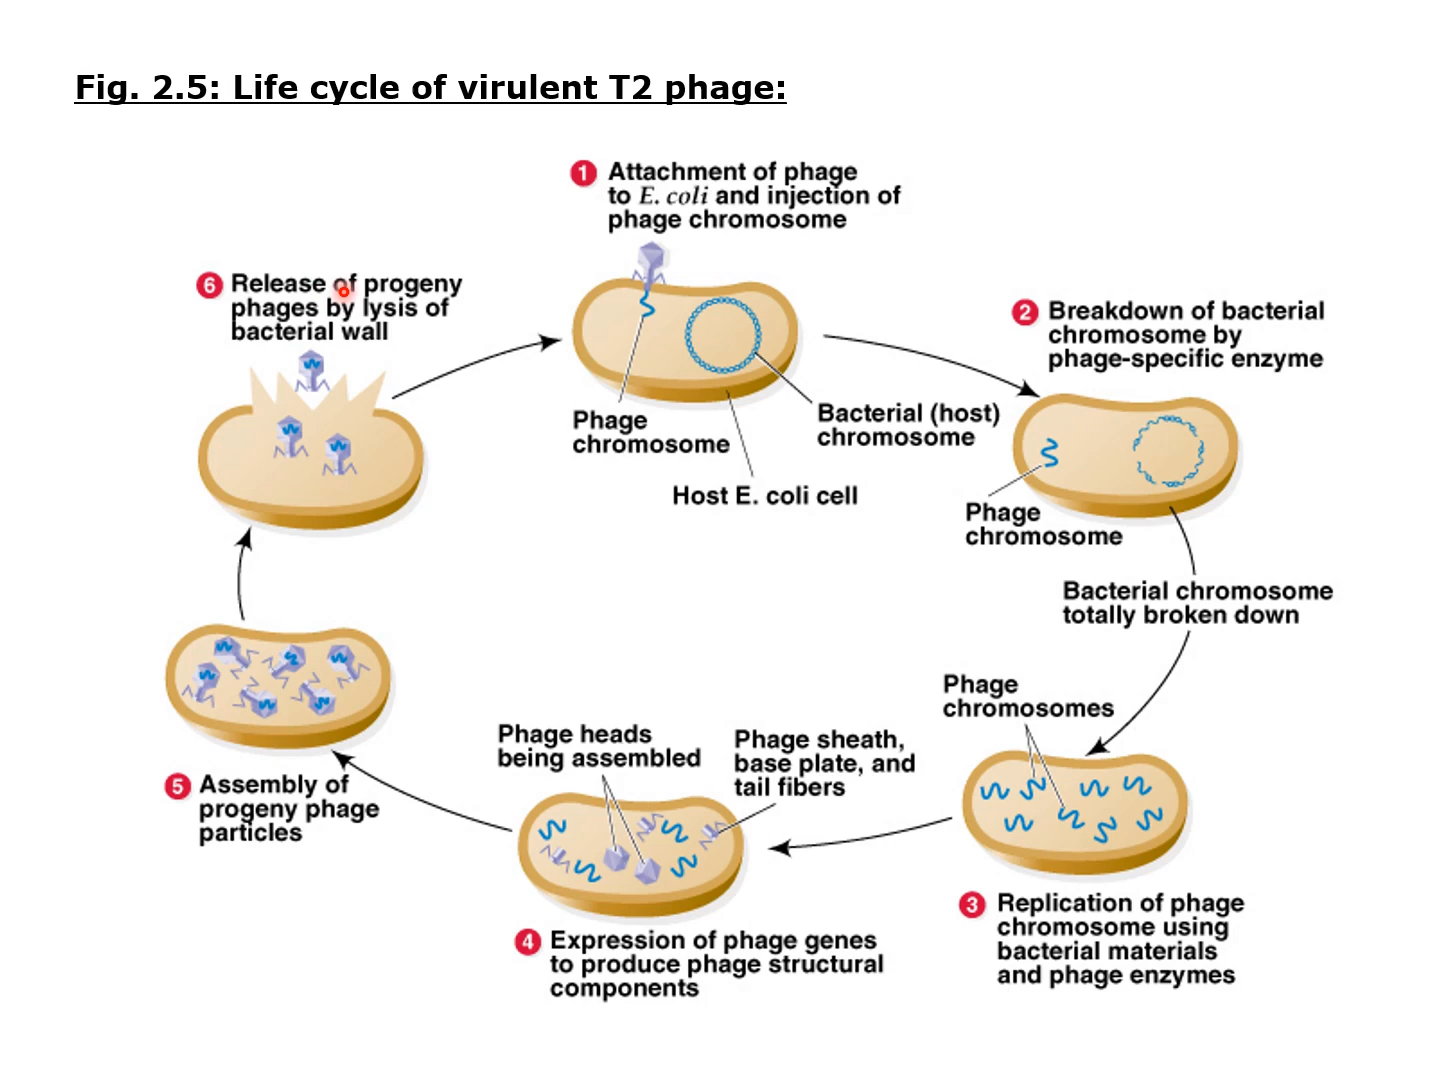 Fig. 2.5: Life cycle of virulent T2 phage:
1 Attachment of phage
to E. coli and injection of
phage chromosome
Phage
chromosome
Bacterial (host)
chromosome
Host E. coli cell
2 Breakdown of bacterial
chromosome by
phage-specific enzyme
Phage
chromosome
Bacterial chromosome
totally broken down
Phage
chromosomes
3 Replication of phage
chromosome using
bacterial materials
and phage enzymes
Phage heads
being assembled
Phage sheath,
base plate, and
tail fibers
4 Expression of phage genes
to produce phage structural
components
5 Assembly of
progeny phage
particles
6 Release of progeny
phages by lysis of
bacterial wall